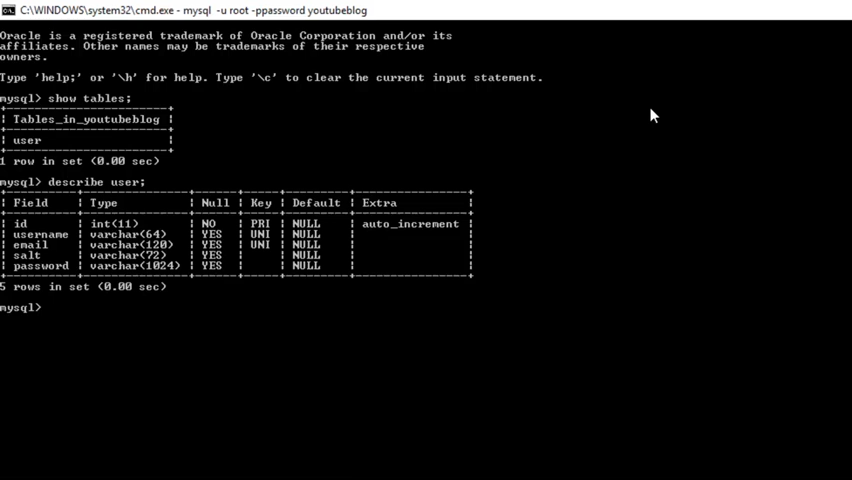 C:\WINDOWS\system32\cmd.exe - mysql  -u root -ppassword youtubeblog
Oracle is a registered trademark of Oracle Corporation and/or its
affiliates. Other names may be trademarks of their respective
owners.
Type 'help;' or '\h' for help. Type '\c' to clear the current input statement.
mysql> show tables;
+----------------------+
| Tables_in_youtubeblog |
+----------------------+
| user                 |
+----------------------+
1 row in set (0.00 sec)
mysql> describe user;
+----------+---------------+------+-----+---------+----------------+
| Field    | Type          | Null | Key | Default | Extra          |
+----------+---------------+------+-----+---------+----------------+
| id       | int(11)       | NO   | PRI | NULL    | auto_increment |
| username | varchar(64)   | YES  | UNI | NULL    |                |
| email    | varchar(120)  | YES  | UNI | NULL    |                |
| salt     | varchar(72)   | YES  |     | NULL    |                |
| password | varchar(1024) | YES  |     | NULL    |                |
+----------+---------------+------+-----+---------+----------------+
5 rows in set (0.00 sec)
mysql>